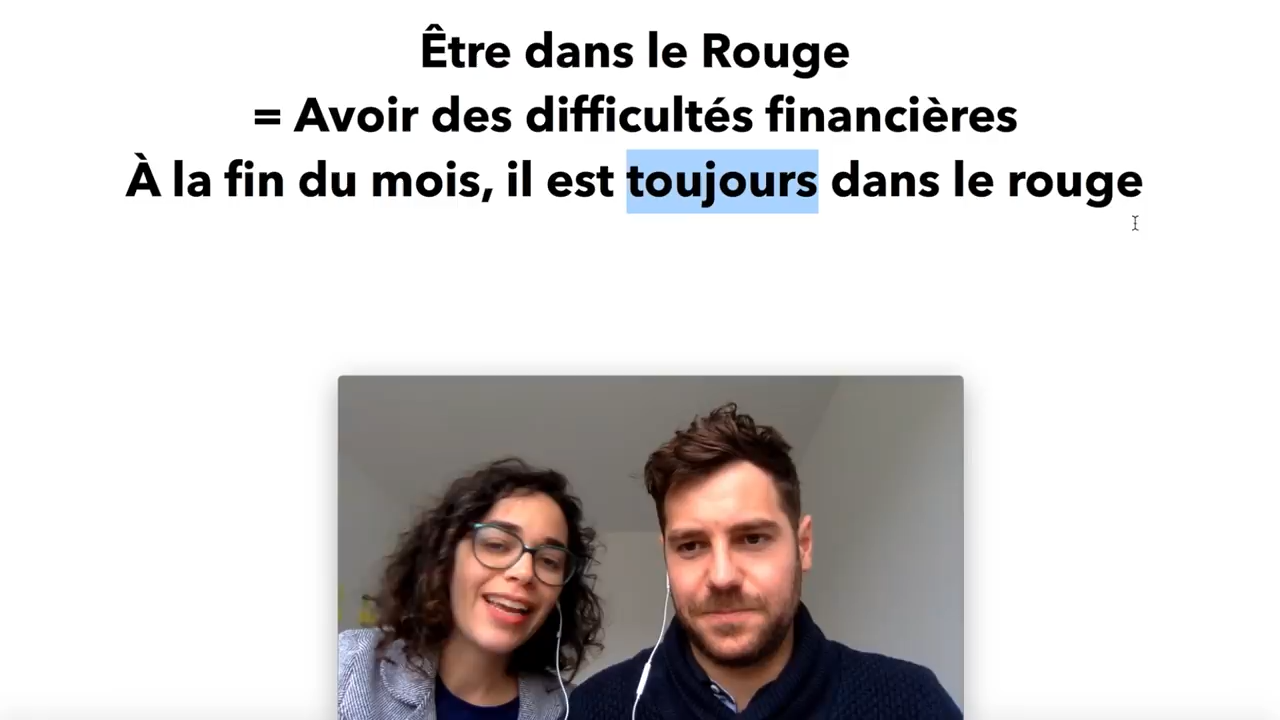 Être dans le Rouge
= Avoir des difficultés financières
À la fin du mois, il est toujours dans le rouge